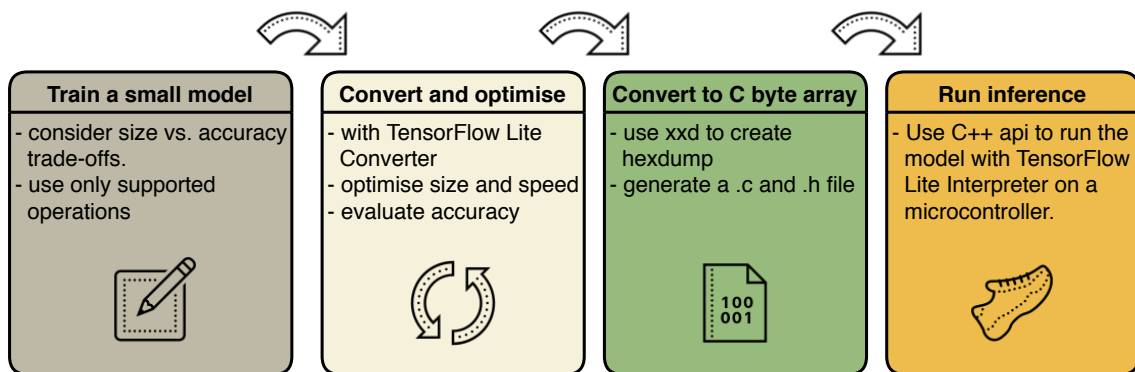 Train a small model
- consider size vs. accuracy
trade-offs.
- use only supported
operations
Convert and optimise
- with TensorFlow Lite
Converter
- optimise size and speed
- evaluate accuracy
Convert to C byte array
- use xxd to create
hexdump
- generate a .c and .h file
100
001
Run inference
- Use C++ api to run the
model with TensorFlow
Lite Interpreter on a
microcontroller.